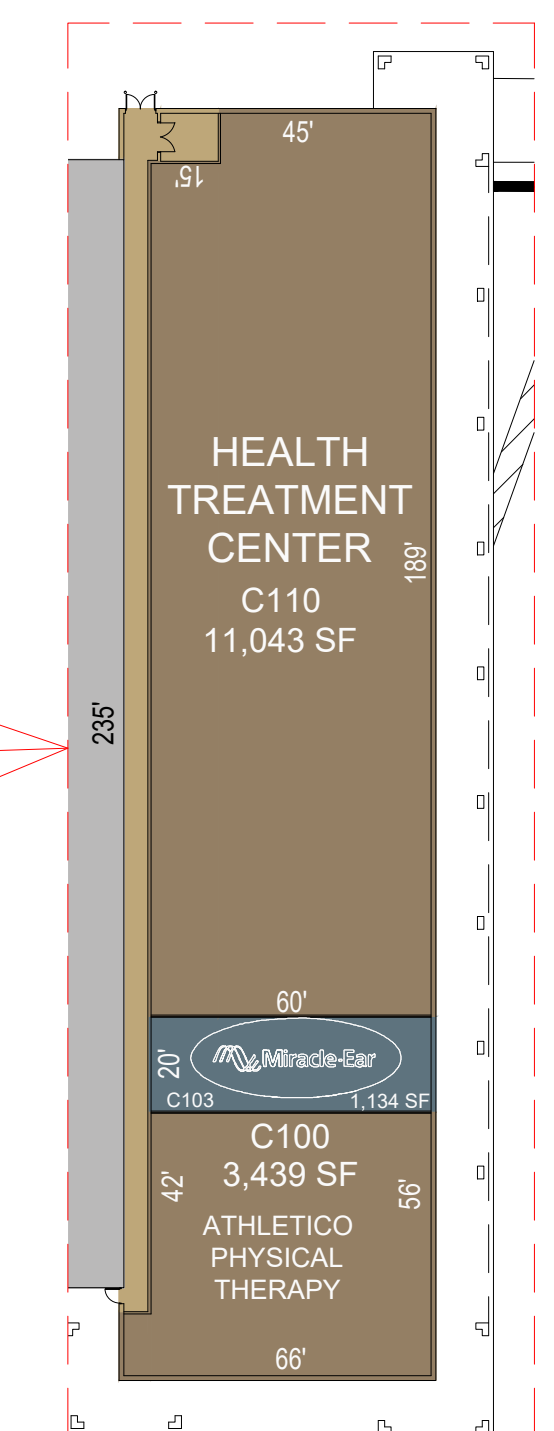 45'
15'
HEALTH
TREATMENT
CENTER
C110
11,043 SF
189'
235'
60'
20'
Miracle-Ear
C103
1,134 SF
C100
3,439 SF
42'
56'
ATHLETICO
PHYSICAL
THERAPY
66'